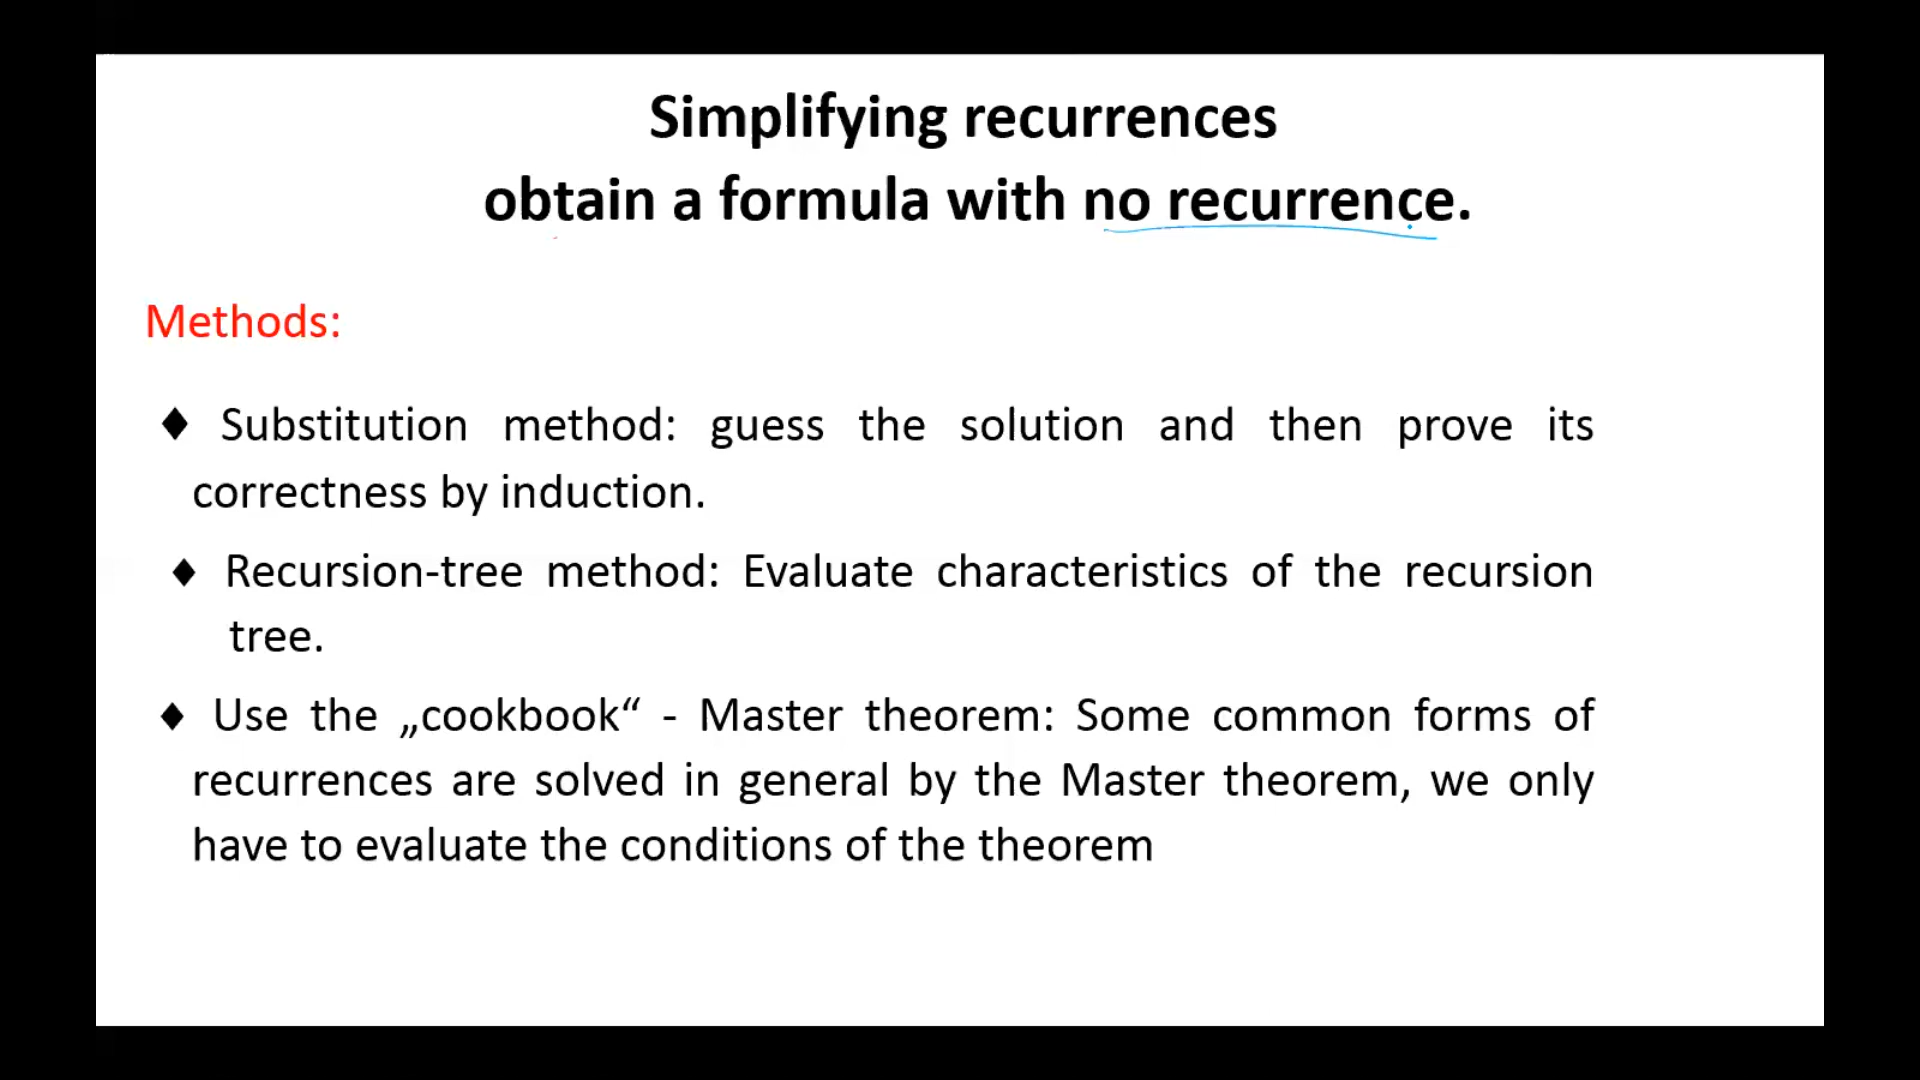 Simplifying recurrences
obtain a formula with no recurrence.
Methods:
♦ Substitution method: guess the solution and then prove its
correctness by induction.
♦ Recursion-tree method: Evaluate characteristics of the recursion
tree.
♦ Use the „cookbook“ - Master theorem: Some common forms of
recurrences are solved in general by the Master theorem, we only
have to evaluate the conditions of the theorem